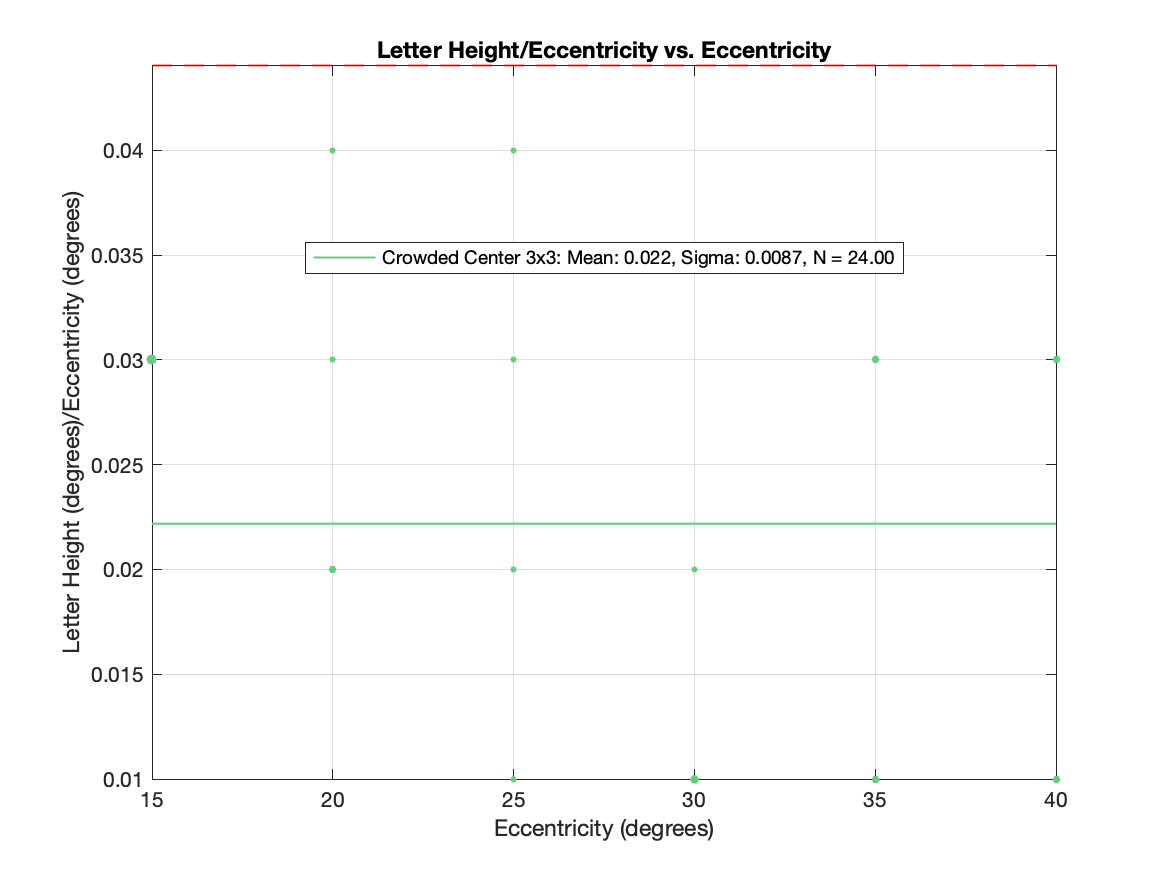 Letter Height/Eccentricity vs. Eccentricity
Letter Height (degrees)/Eccentricity (degrees)
0.04
0.035
0.03
0.025
0.02
0.015
0.01
Crowded Center 3x3: Mean: 0.022, Sigma: 0.0087, N = 24.00
15 20 25 30 35 40
Eccentricity (degrees)